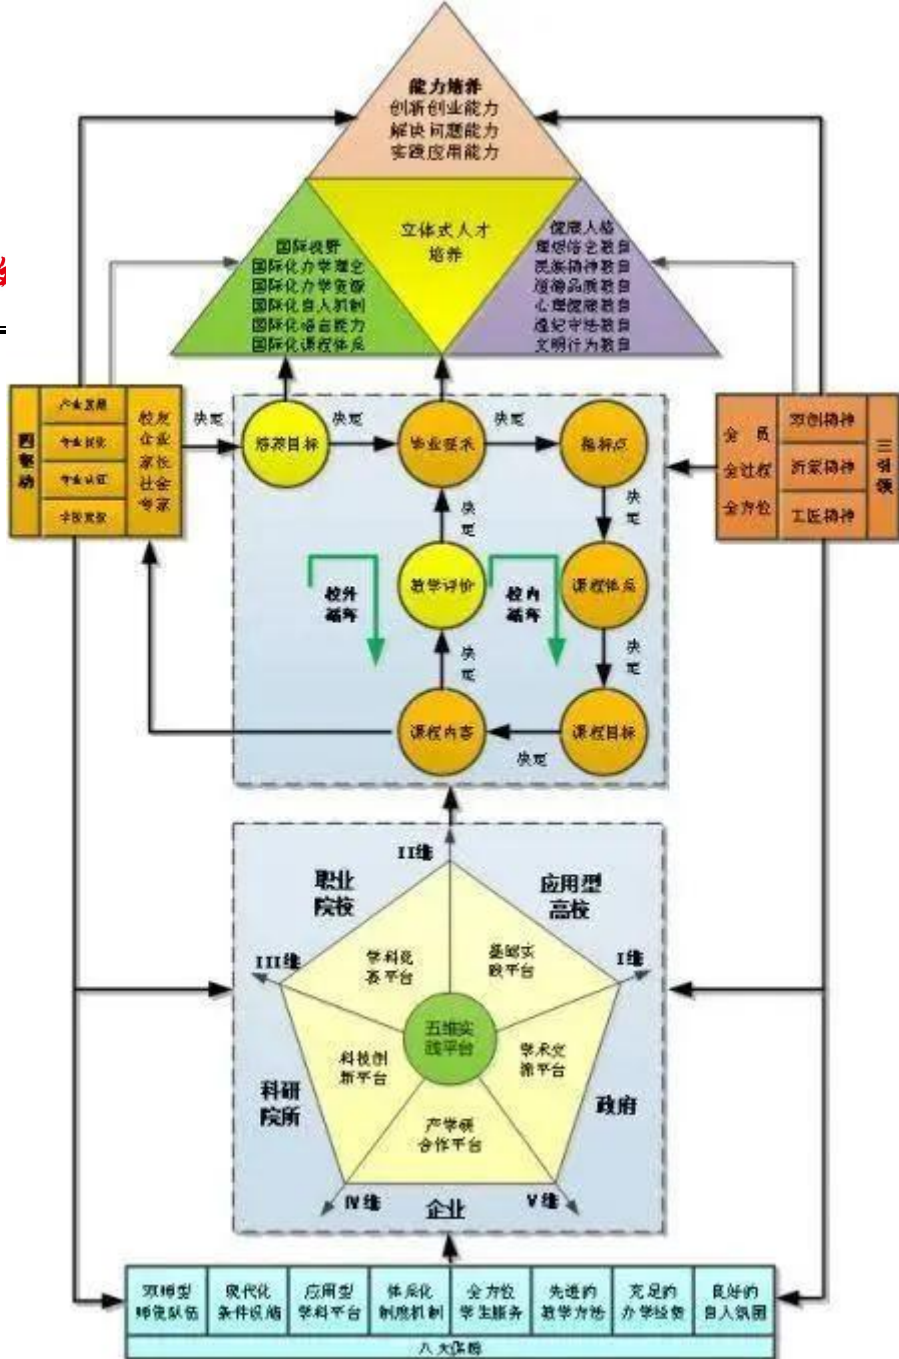 能力培养
创新创业能力
解决问题能力
实践应用能力
立体式人才
培养
国际视野
国际化办学理念
国际化办学资源
国际化育人机制
国际化语言能力
国际化课程体系
健康人格
理想信念教育
民族精神教育
道德品质教育
心理健康教育
遵纪守法教育
文明行为教育
四驱动
产业发展
专业优化
专业认证
学校发展
校友
企业
家长
社会
专家
决定
培养目标
决定
毕业要求
决定
指标点
决定
课程体系
决定
课程目标
决定
课程内容
决定
教学评价
决定
校外
循环
校内
循环
全员
全过程
全方位
双创精神
沂蒙精神
工匠精神
三引领
II维
职业
院校
应用型
高校
III维
I维
学科竞
赛平台
基础实
践平台
五维实
践平台
科技创
新平台
学术交
流平台
产学研
合作平台
科研
院所
政府
IV维
企业
V维
双师型
师资队伍
现代化
条件设施
应用型
学科平台
体系化
制度机制
全方位
学生服务
先进的
教学方法
充足的
办学经费
良好的
育人氛围
八大保障